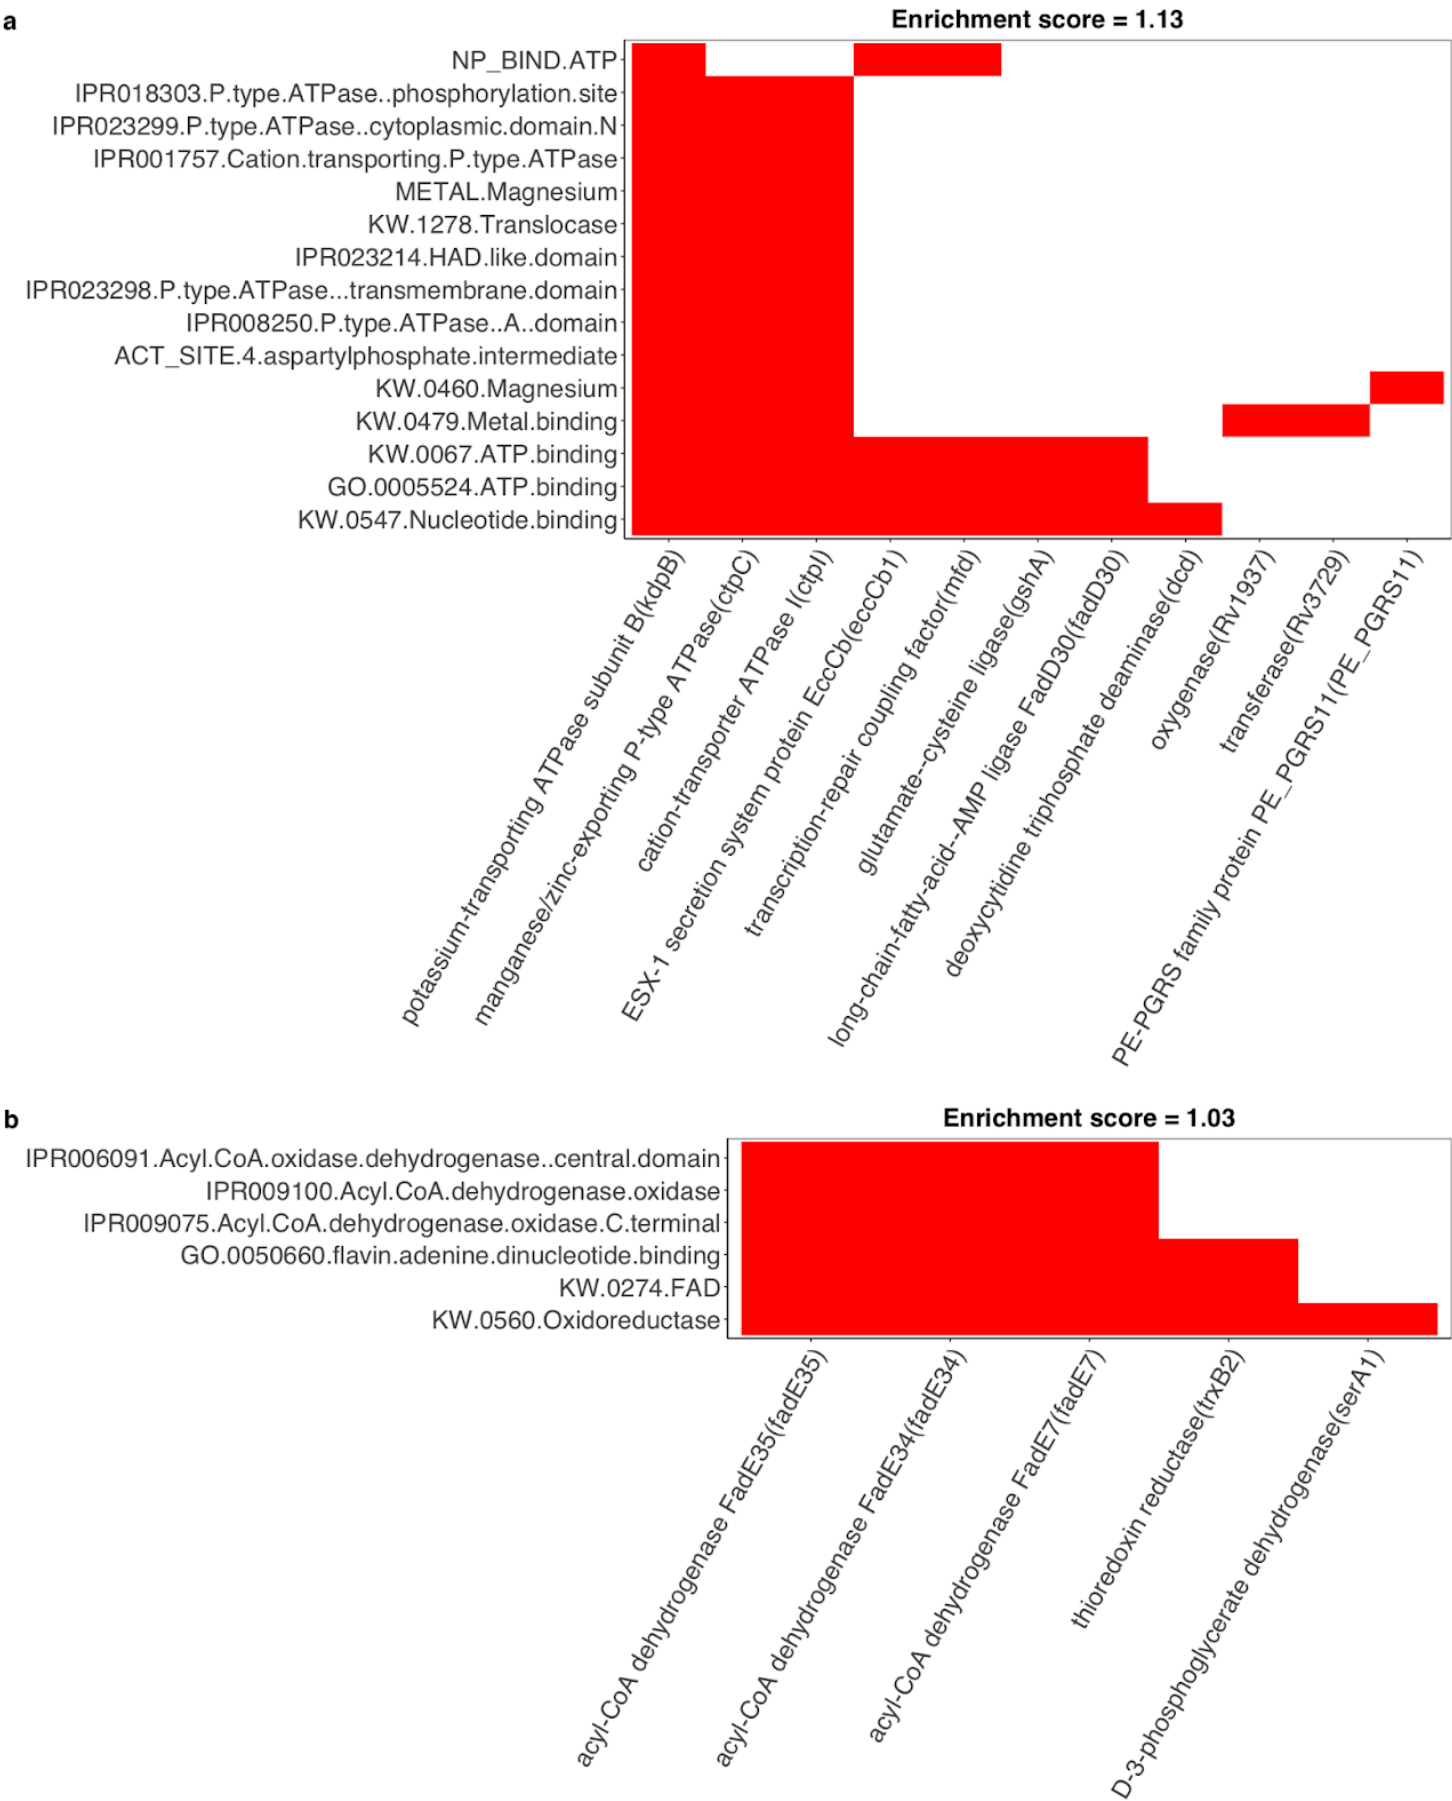 a
Enrichment score = 1.13
NP_BIND.ATP
IPR018303.P.type.ATPase..phosphorylation.site
IPR023299.P.type.ATPase..cytoplasmic.domain.N
IPR001757.Cation.transporting.P.type.ATPase
METAL.Magnesium
KW.1278.Translocase
IPR023214.HAD.like.domain
IPR023298.P.type.ATPase...transmembrane.domain
IPR008250.P.type.ATPase..A..domain
ACT_SITE.4.aspartylphosphate.intermediate
KW.0460.Magnesium
KW.0479.Metal.binding
KW.0067.ATP.binding
GO.0005524.ATP.binding
KW.0547.Nucleotide.binding
potassium-transporting ATPase subunit B(kdpB)
manganese/zinc-exporting P-type ATPase(ctpC)
cation-transporter ATPase I(ctpI)
ESX-1 secretion system protein EccCb(eccCb1)
transcription-repair coupling factor(mfd)
glutamate--cysteine ligase(gshA)
long-chain-fatty-acid--AMP ligase FadD30(fadD30)
deoxycytidine triphosphate deaminase(dcd)
oxygenase(Rv1937)
transferase(Rv3729)
PE-PGRS family protein PE_PGRS11(PE_PGRS11)
b
Enrichment score = 1.03
IPR006091.Acyl.CoA.oxidase.dehydrogenase..central.domain
IPR009100.Acyl.CoA.dehydrogenase.oxidase
IPR009075.Acyl.CoA.dehydrogenase.oxidase.C.terminal
GO.0050660.flavin.adenine.dinucleotide.binding
KW.0274.FAD
KW.0560.Oxidoreductase
acyl-CoA dehydrogenase FadE35(fadE35)
acyl-CoA dehydrogenase FadE34(fadE34)
acyl-CoA dehydrogenase FadE7(fadE7)
thioredoxin reductase(trxB2)
D-3-phosphoglycerate dehydrogenase(serA1)